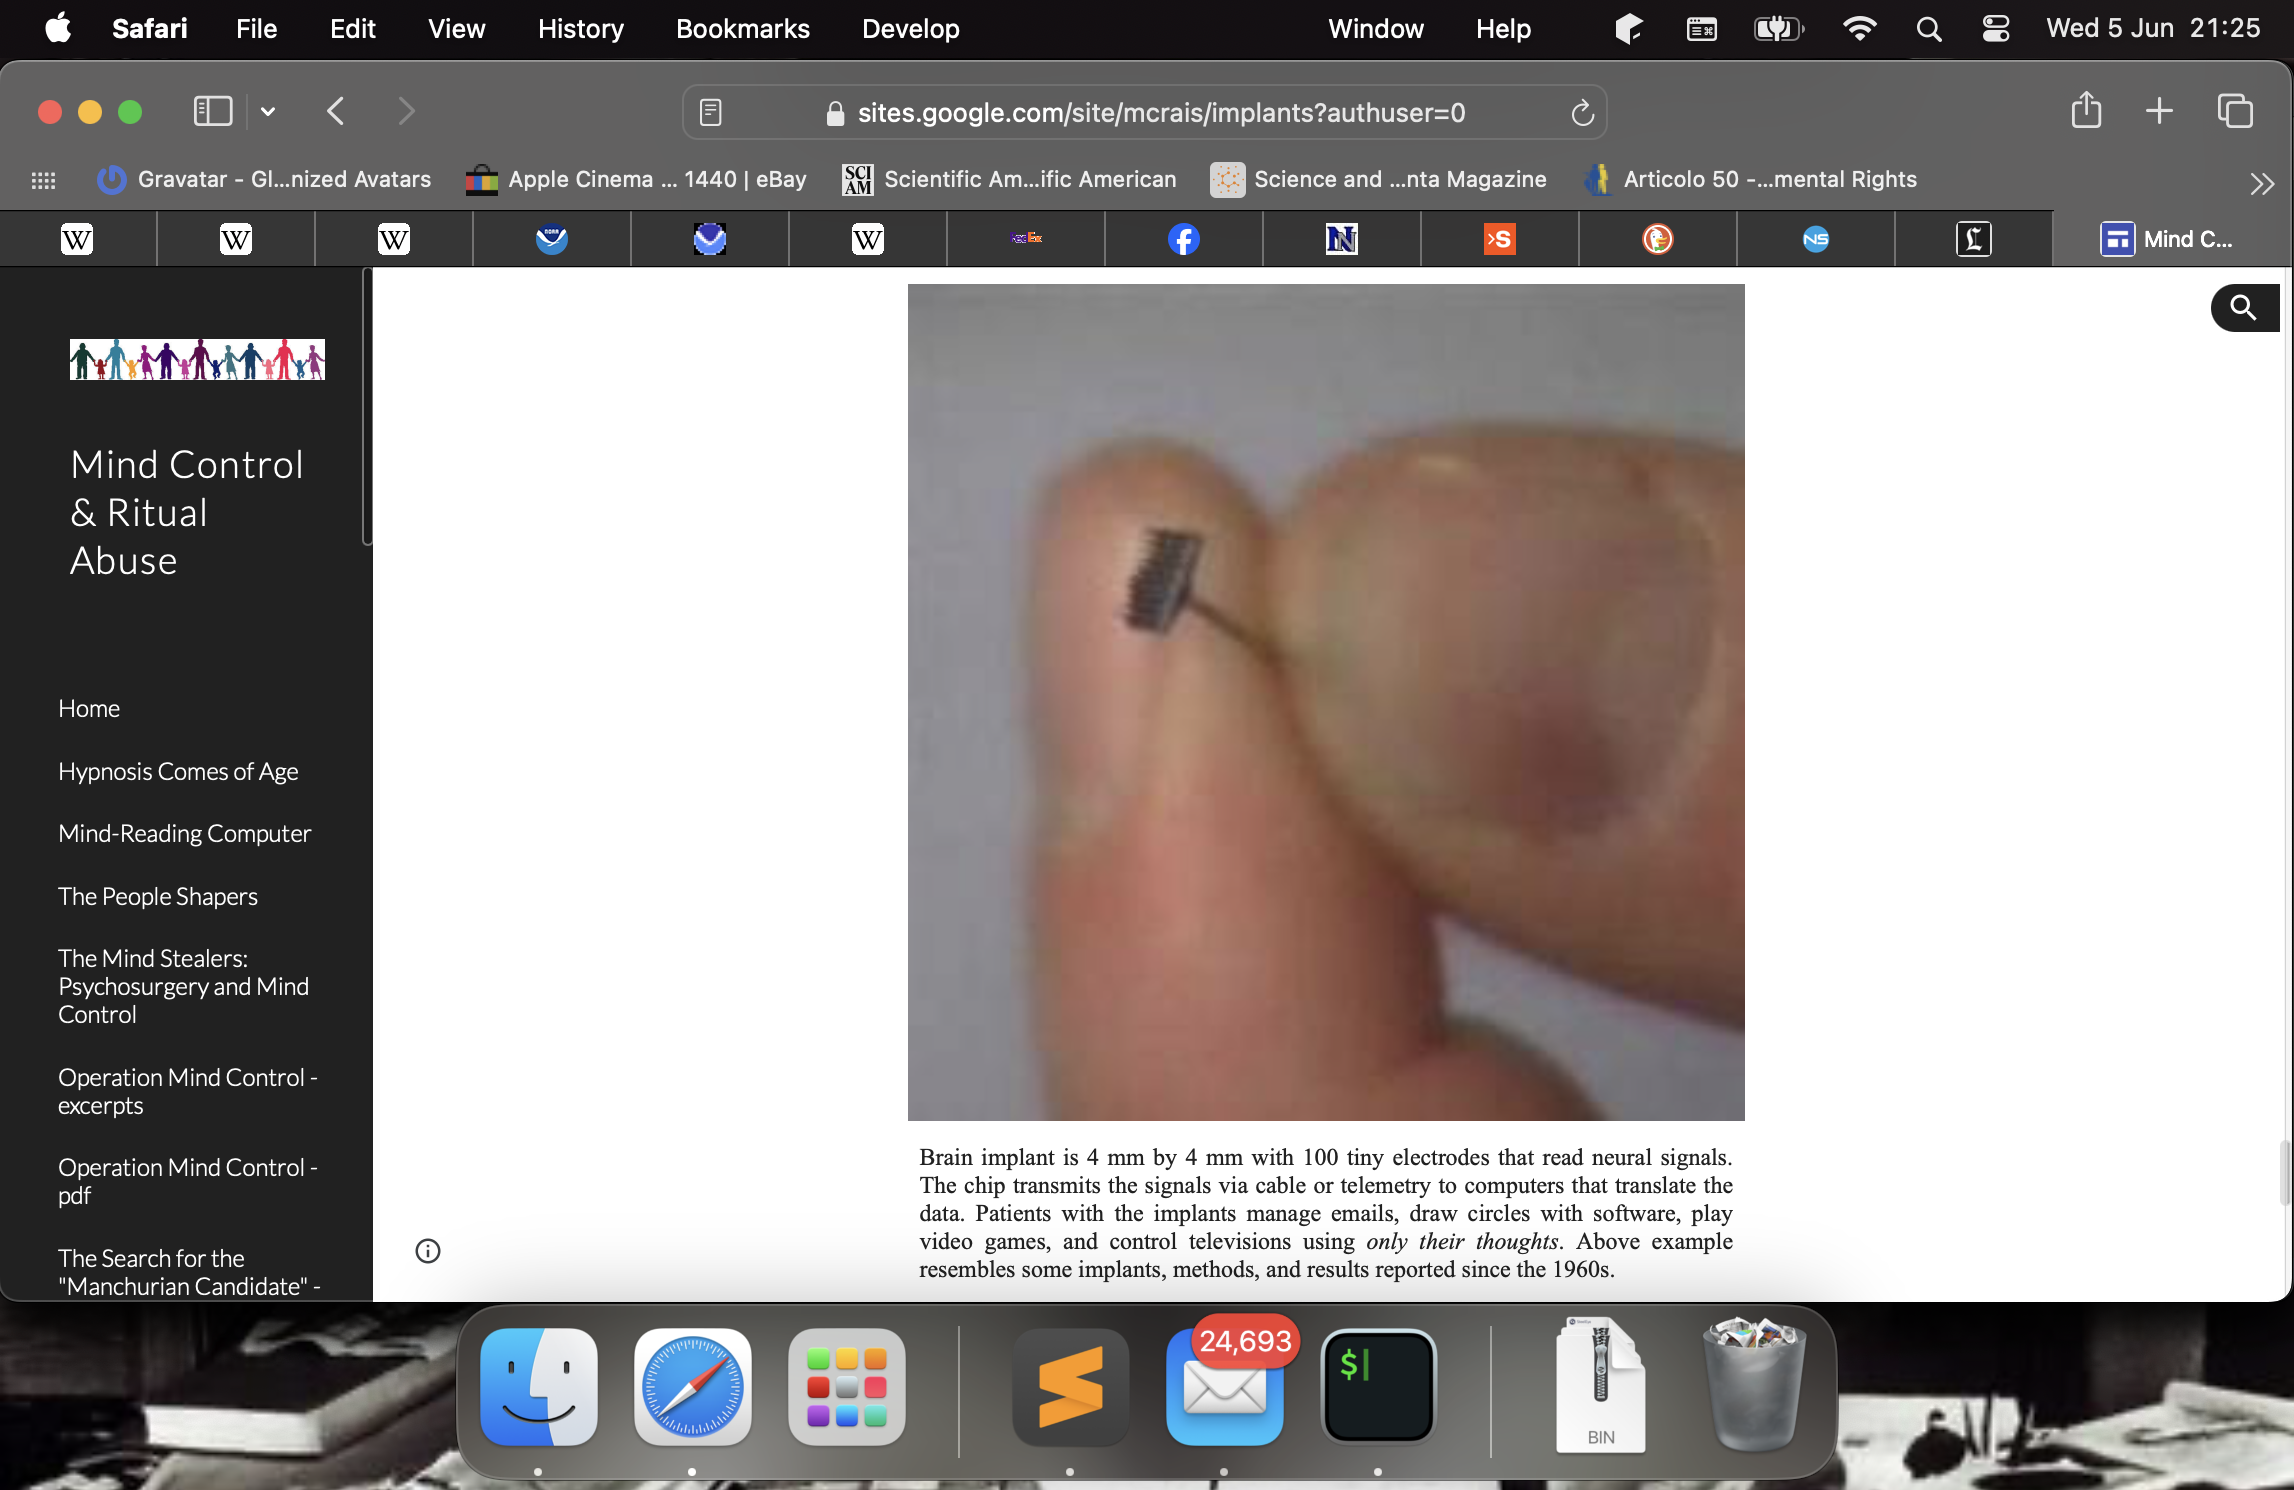 Safari File Edit View History Bookmarks Develop Window Help Wed 5 Jun 21:25
sites.google.com/site/mcrais/implants?authuser=0
Gravatar - Gl...nized Avatars Apple Cinema ... 1440 | eBay SCI AM Scientific Am...ific American Science and ...nta Magazine Articolo 50 -...mental Rights
W W W NOAA W FedEx f N >S NS L Mind C...
Mind Control
& Ritual
Abuse
Home
Hypnosis Comes of Age
Mind-Reading Computer
The People Shapers
The Mind Stealers:
Psychosurgery and Mind
Control
Operation Mind Control -
excerpts
Operation Mind Control -
pdf
The Search for the
"Manchurian Candidate" -
Brain implant is 4 mm by 4 mm with 100 tiny electrodes that read neural signals.
The chip transmits the signals via cable or telemetry to computers that translate the
data. Patients with the implants manage emails, draw circles with software, play
video games, and control televisions using only their thoughts. Above example
resembles some implants, methods, and results reported since the 1960s.
24,693
$
BIN